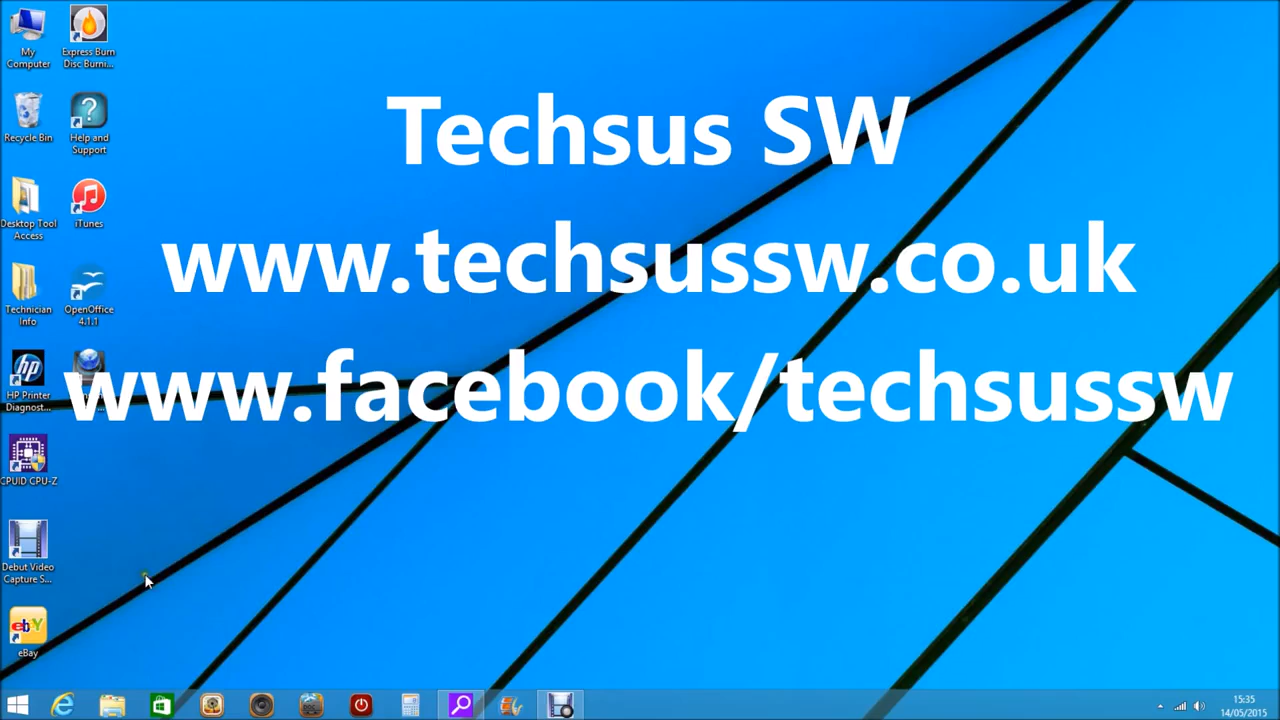 My Computer
Express Burn Disc Burni...
Techsus SW
Recycle Bin
Help and Support
Desktop Tool Access
iTunes
www.techsussw.co.uk
Technician Info
OpenOffice 4.1.1
HP Printer Diagnost...
www.facebook/techsussw
CPUID CPU-Z
Debut Video Capture S...
eBay
15:35
14/05/2015